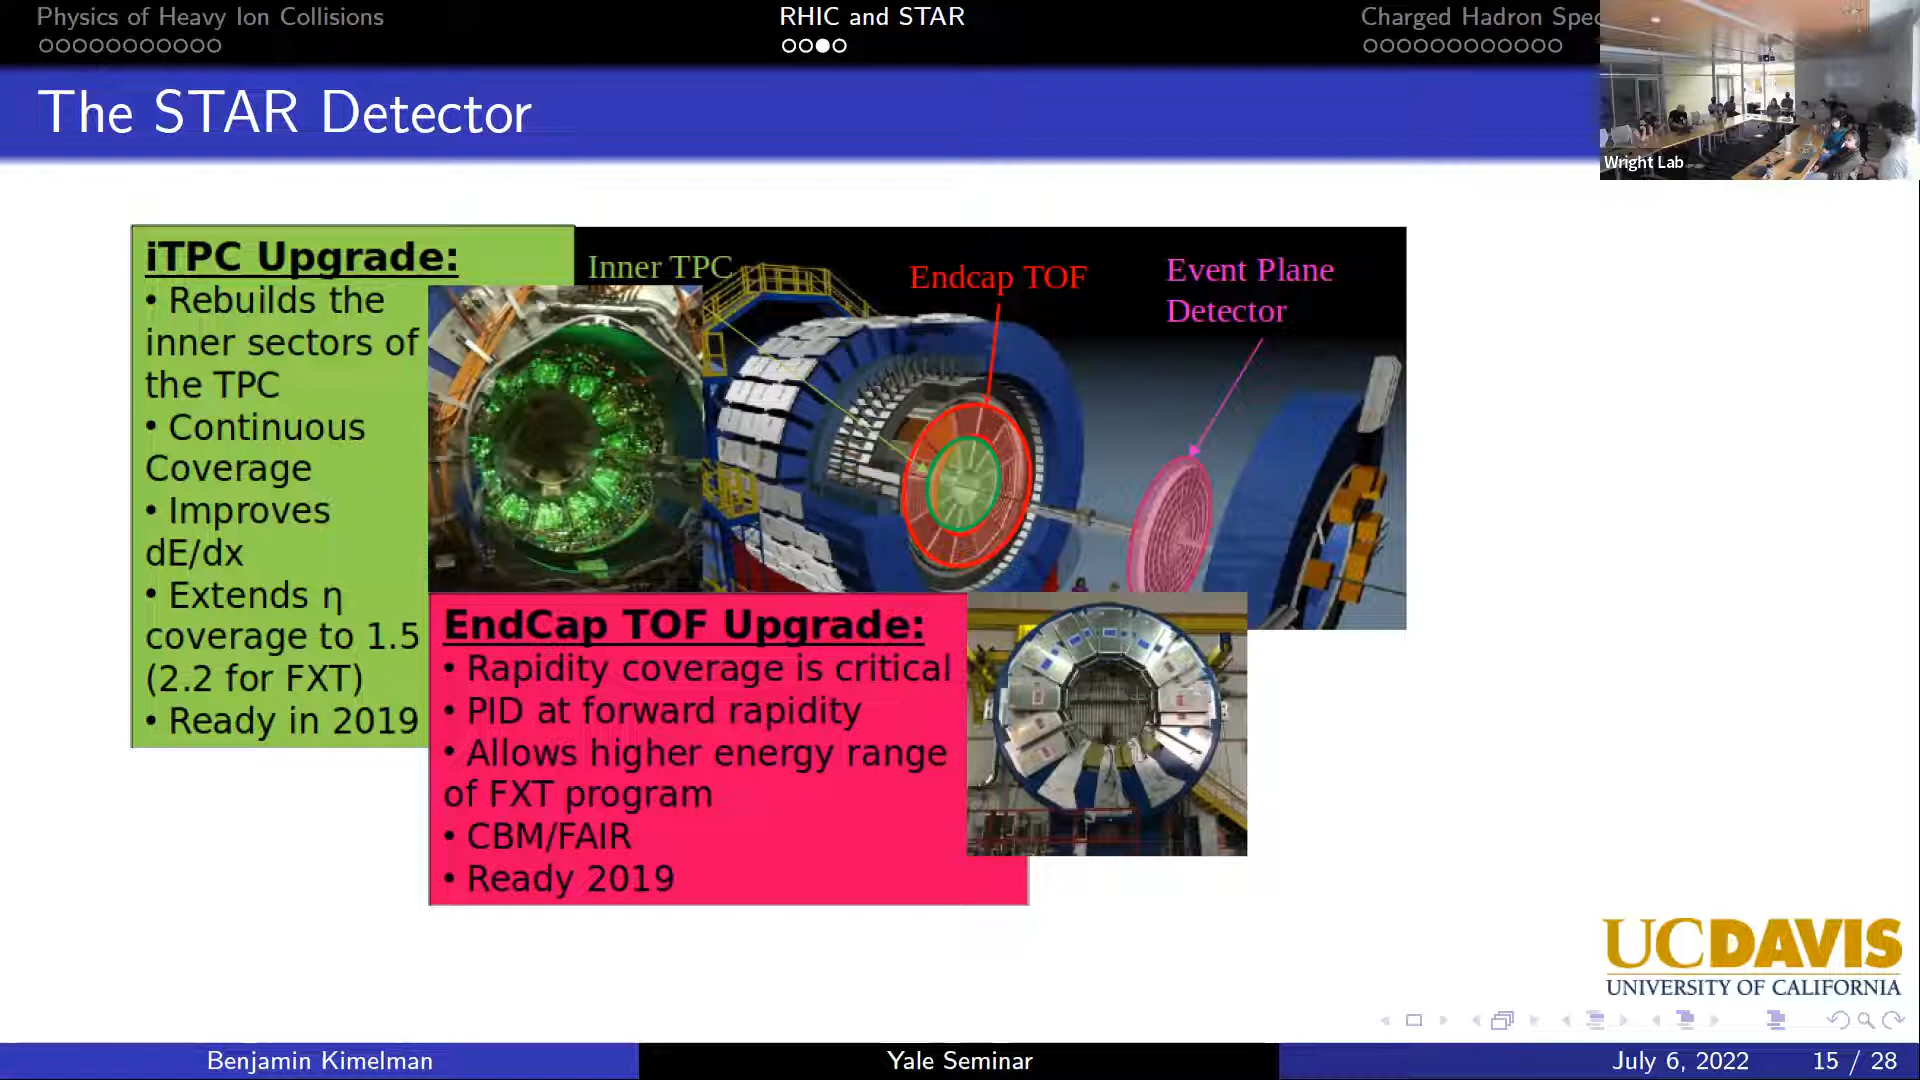 Physics of Heavy Ion Collisions
RHIC and STAR
Charged Hadron Spec
The STAR Detector
Wright Lab
iTPC Upgrade:
• Rebuilds the
inner sectors of
the TPC
• Continuous
Coverage
• Improves
dE/dx
• Extends η
coverage to 1.5
(2.2 for FXT)
• Ready in 2019
Inner TPC
Endcap TOF
Event Plane
Detector
EndCap TOF Upgrade:
• Rapidity coverage is critical
• PID at forward rapidity
• Allows higher energy range
of FXT program
• CBM/FAIR
• Ready 2019
UCDAVIS
UNIVERSITY OF CALIFORNIA
Benjamin Kimelman
Yale Seminar
July 6, 2022
15 / 28